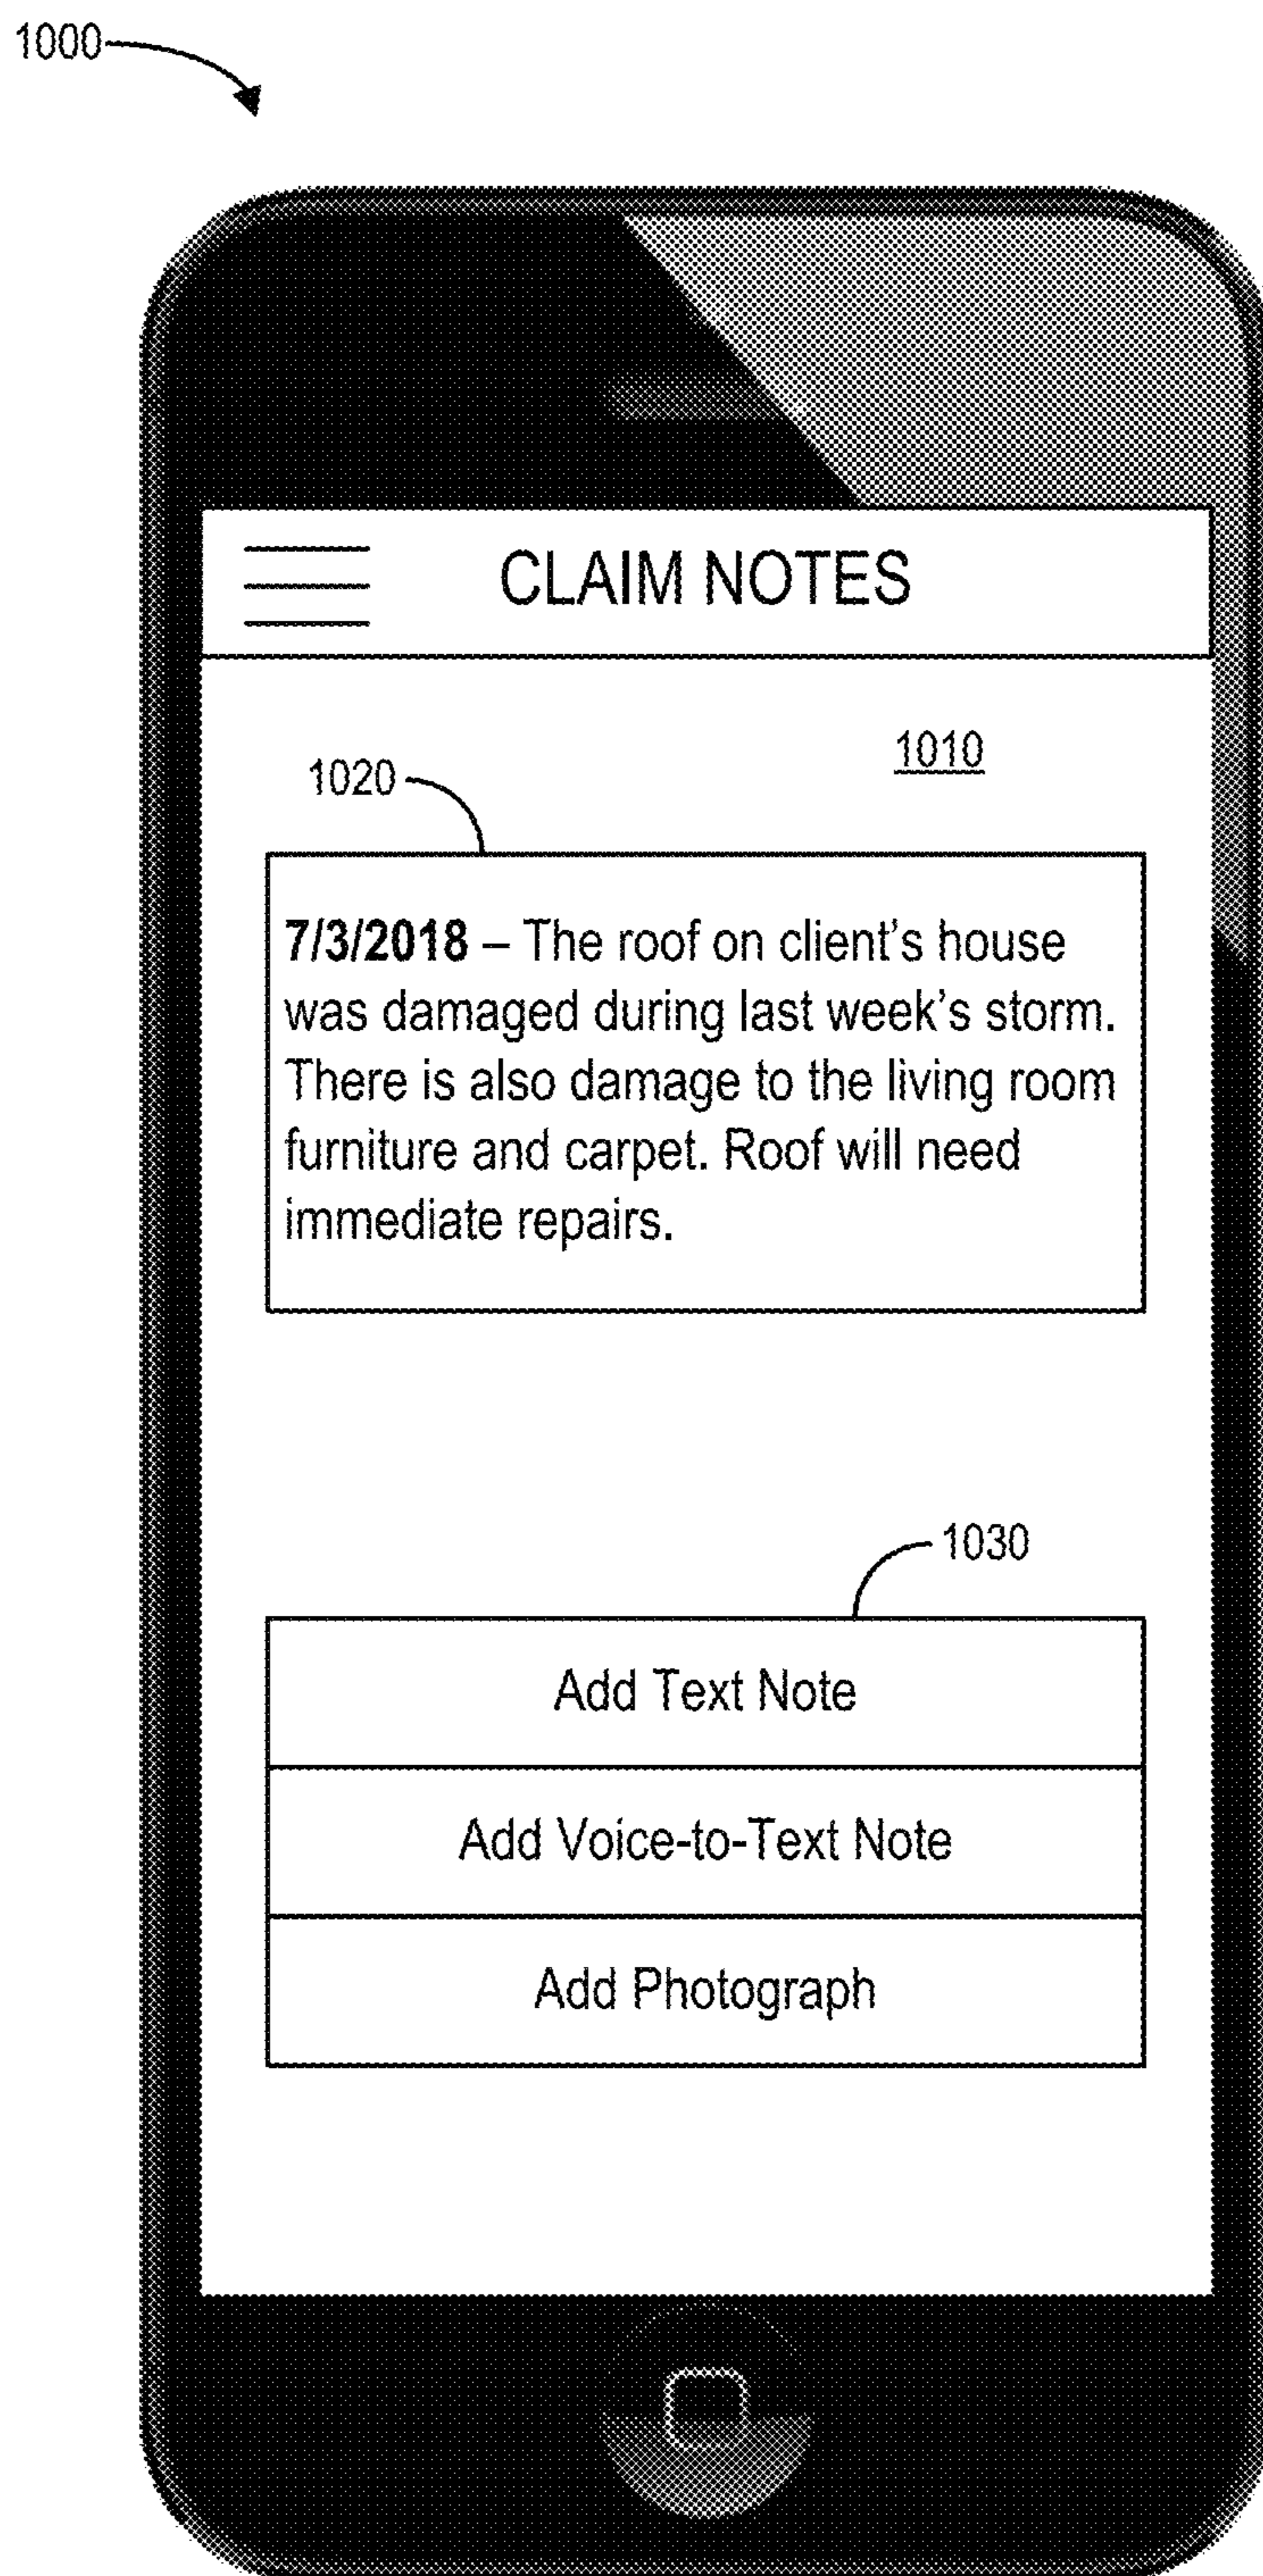 1000
CLAIM NOTES
1010
1020
7/3/2018 – The roof on client's house
was damaged during last week's storm.
There is also damage to the living room
furniture and carpet. Roof will need
immediate repairs.
1030
Add Text Note
Add Voice-to-Text Note
Add Photograph